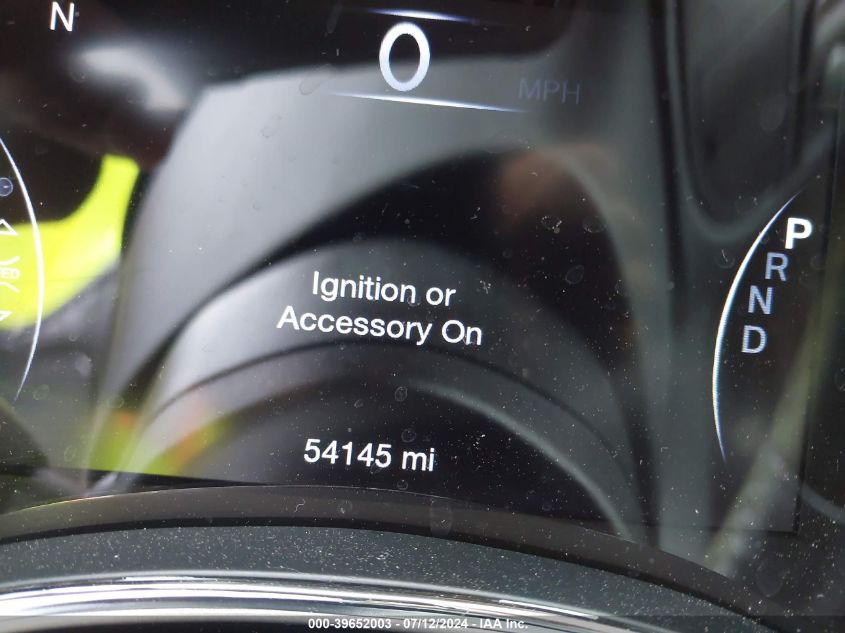 N
0
MPH
P
R
N
D
Ignition or
Accessory On
54145 mi
000-39652003 - 07/12/2024 - IAA Inc.